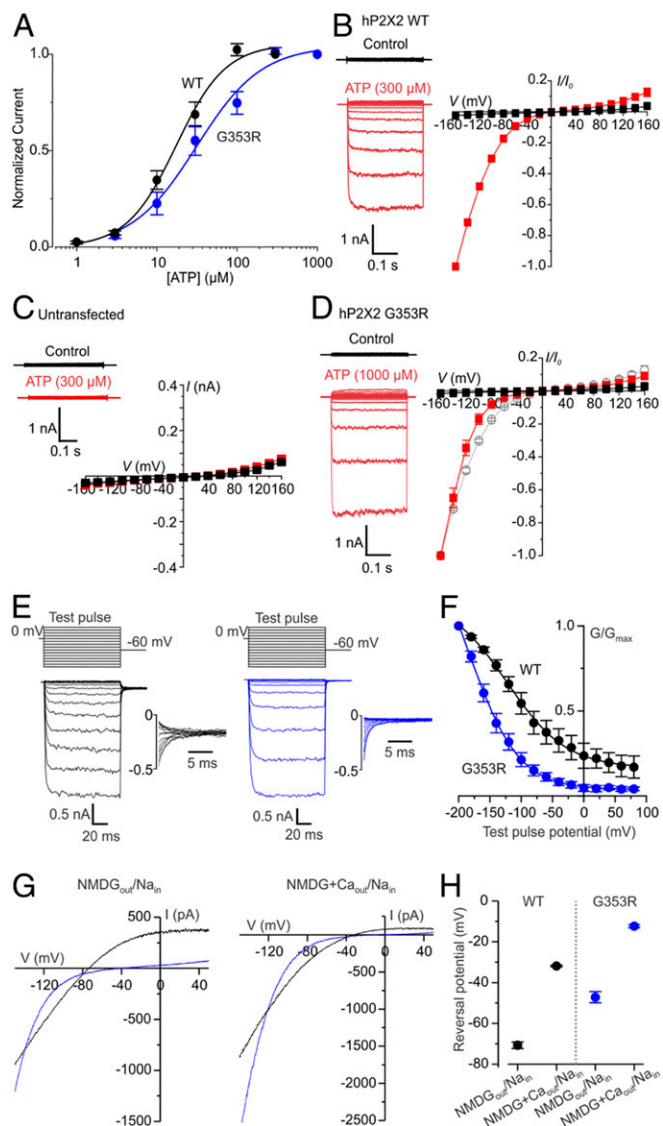 A
Normalized Current
1.0
0.5
0.0
WT
G353R
1 10 100 1000
[ATP] (µM)
B
hP2X2 WT
Control
ATP (300 µM)
1 nA
0.1 s
I/I0
V (mV)
0.2
-160 -120 -80 -40 40 80 120 160
-0.2
-0.4
-0.6
-0.8
-1.0
C Untransfected
Control
ATP (300 µM)
1 nA
0.1 s
I (nA)
0.4
0.2
V (mV)
-160 -120 -80 -40 40 80 120 160
-0.2
-0.4
D
hP2X2 G353R
Control
ATP (1000 µM)
1 nA
0.1 s
I/I0
V (mV)
0.2
-160 -120 -80 -40 40 80 120 160
-0.2
-0.4
-0.6
-0.8
-1.0
E
Test pulse
0 mV
-60 mV
0
-0.5
5 ms
0.5 nA
20 ms
Test pulse
0 mV
-60 mV
0
-0.5
5 ms
0.5 nA
20 ms
F
1.0
G/Gmax
WT
0.5
G353R
-200 -150 -100 -50 0 50 100
Test pulse potential (mV)
G
NMDGout/Nain
I (pA)
500
V (mV)
-80 -40 40
-500
-1000
-1500
NMDG+Caout/Nain
I (pA)
500
V (mV)
-120 -80 -40 40
-500
-1000
-1500
-2000
-2500
H
Reversal potential (mV)
0
-20
-40
-60
-80
WT
G353R
NMDGout/Nain
NMDG+Caout/Nain
NMDGout/Nain
NMDG+Caout/Nain